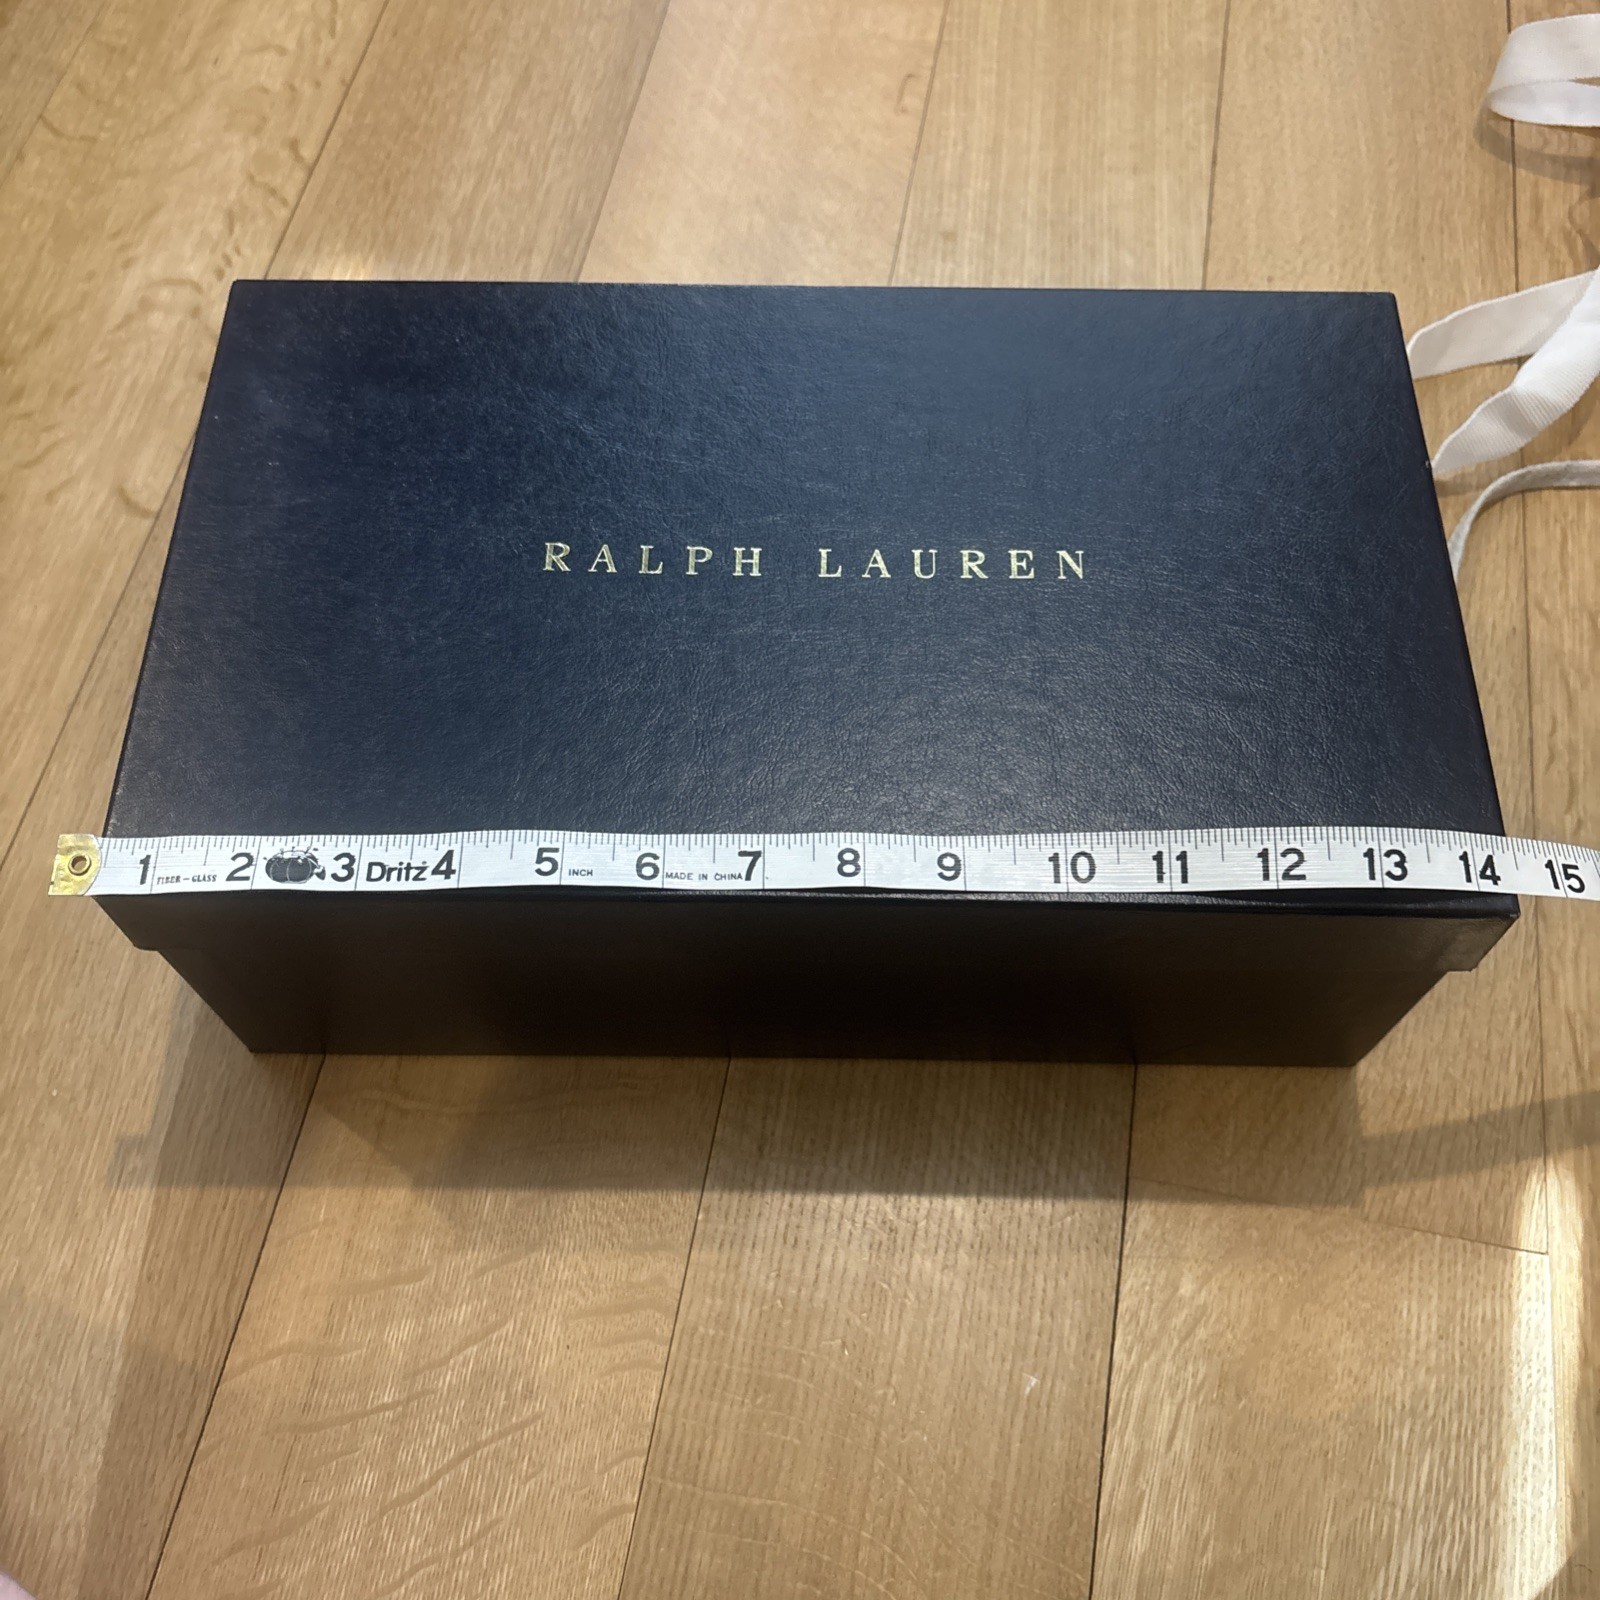 RALPH LAUREN
1 FIBER-GLASS 2 3 Dritz 4 5 INCH 6 MADE IN CHINA 7 8 9 10 11 12 13 14 15